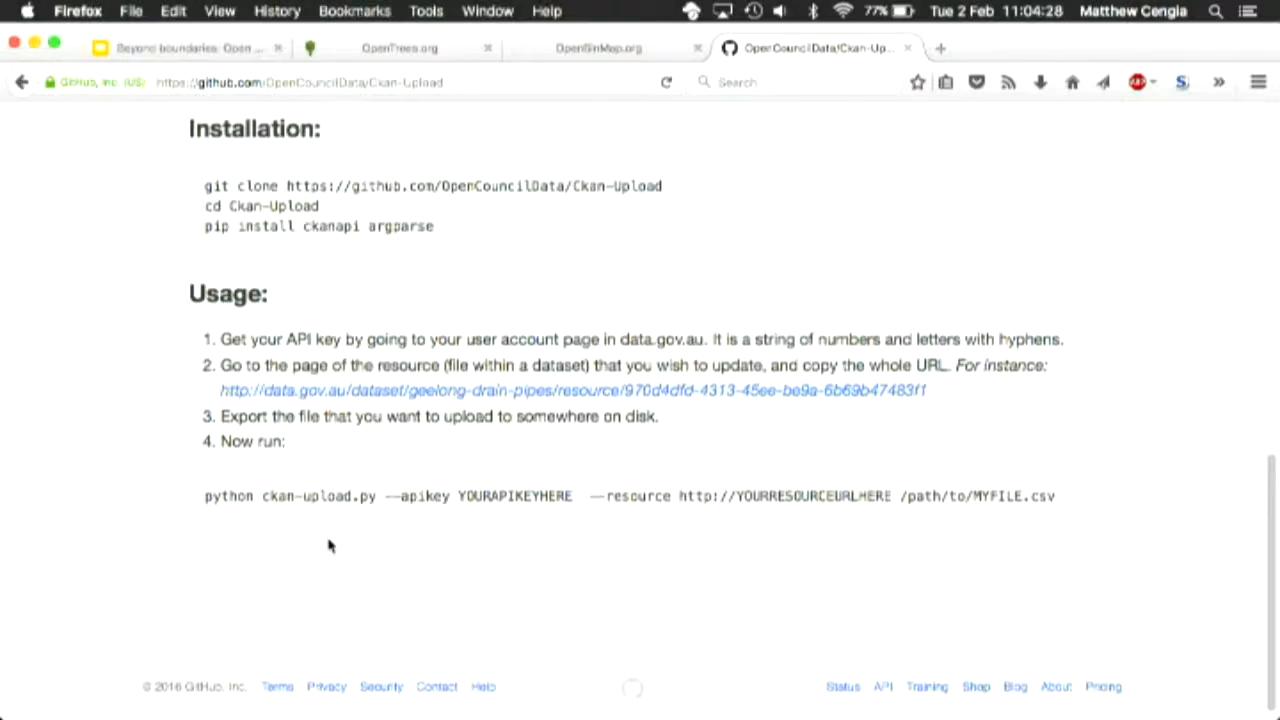 Firefox File Edit View History Bookmarks Tools Window Help 77% Tue 2 Feb 11:04:28 Matthew Cengia
Beyond boundaries: Open ... OpenTrees.org OpenBinMap.org OpenCouncilData/Ckan-Up...
GitHub, Inc. (US) https://github.com/OpenCouncilData/Ckan-Upload Search
Installation:
git clone https://github.com/OpenCouncilData/Ckan-Upload
cd Ckan-Upload
pip install ckanapi argparse
Usage:
1. Get your API key by going to your user account page in data.gov.au. It is a string of numbers and letters with hyphens.
2. Go to the page of the resource (file within a dataset) that you wish to update, and copy the whole URL. For instance:
http://data.gov.au/dataset/geelong-drain-pipes/resource/970d4dfd-4313-45ee-be9a-6b69b47483f1
3. Export the file that you want to upload to somewhere on disk.
4. Now run:
python ckan-upload.py --apikey YOURAPIKEYHERE --resource http://YOURRESOURCEURLHERE /path/to/MYFILE.csv
© 2016 GitHub, Inc. Terms Privacy Security Contact Help Status API Training Shop Blog About Pricing